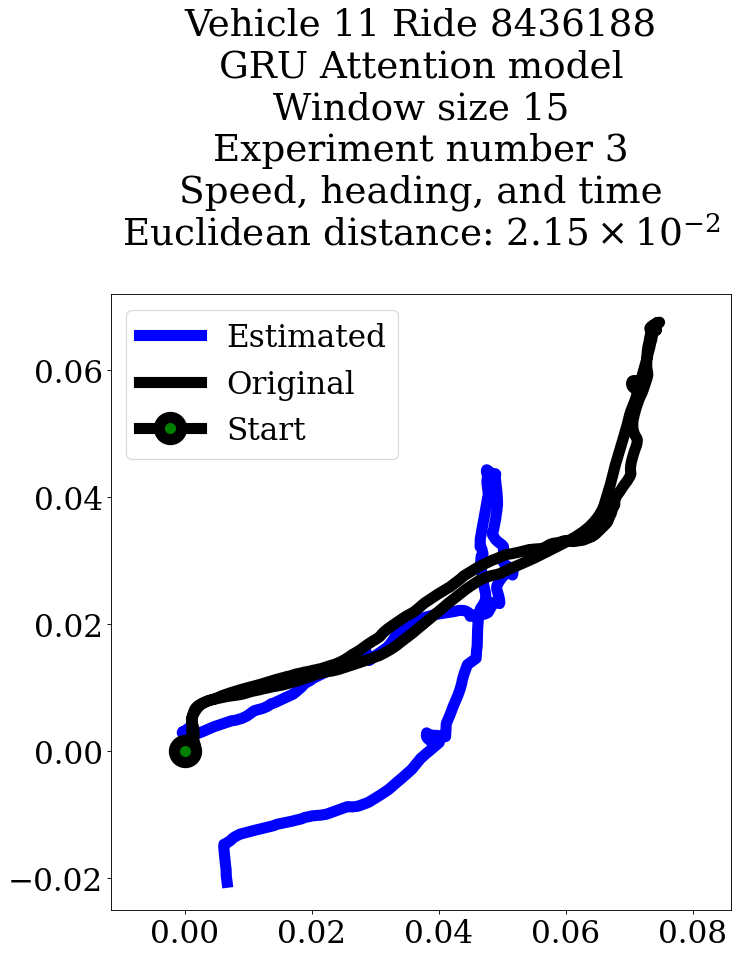 Vehicle 11 Ride 8436188
GRU Attention model
Window size 15
Experiment number 3
Speed, heading, and time
Euclidean distance: 2.15 × 10⁻²
Estimated
Original
Start
0.06
0.04
0.02
0.00
−0.02
0.00 0.02 0.04 0.06 0.08